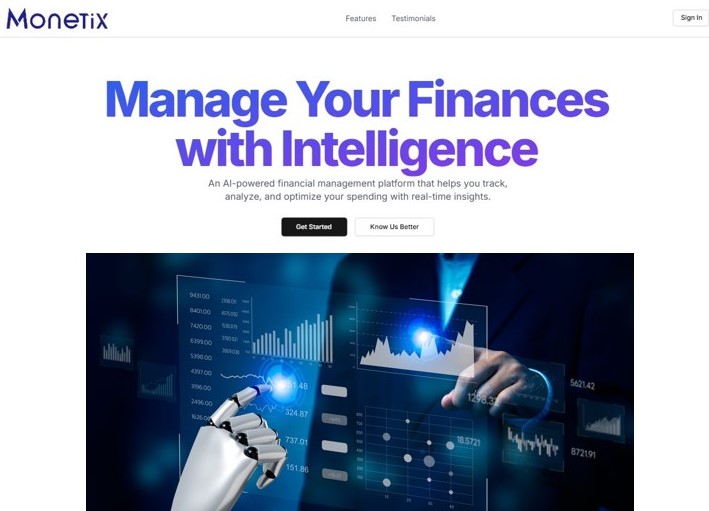 Monetix
Features Testimonials
Sign In
Manage Your Finances
with Intelligence
An AI-powered financial management platform that helps you track,
analyze, and optimize your spending with real-time insights.
Get Started
Know Us Better
9431.00
8401.00
7420.00
6399.00
5398.00
4397.00
3196.00
2496.00
324.87
737.01
151.86
18.5721
5621.42
8721.91